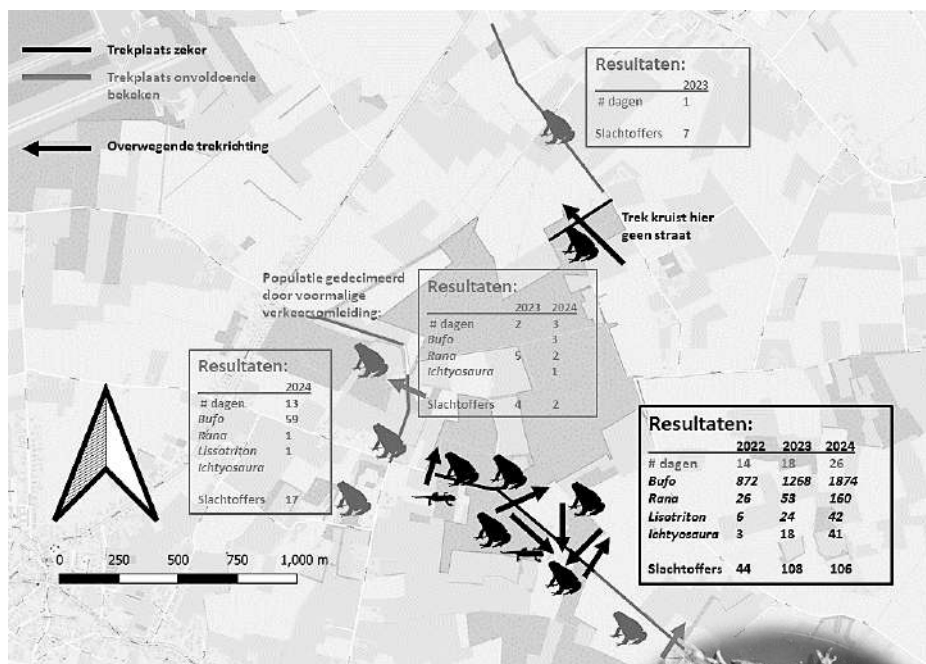 Trekplaats zeker
Trekplaats onvoldoende
bekeken
Overwegende trekrichting
Resultaten:
2023
# dagen 1
Slachtoffers 7
Trek kruist hier
geen straat
Populatie gedecimeerd
door voormalige
verkeersomleiding:
Resultaten:
2023 2024
# dagen 2 3
Bufo 3
Rana 5 2
Ichtyosaura 1
Slachtoffers 4 2
Resultaten:
2024
# dagen 13
Bufo 59
Rana 1
Lissotriton 1
Ichtyosaura
Slachtoffers 17
Resultaten:
2022 2023 2024
# dagen 14 18 26
Bufo 872 1268 1874
Rana 26 53 160
Lisotriton 6 24 42
Ichtyosaura 3 18 41
Slachtoffers 44 108 106
0 250 500 750 1,000 m